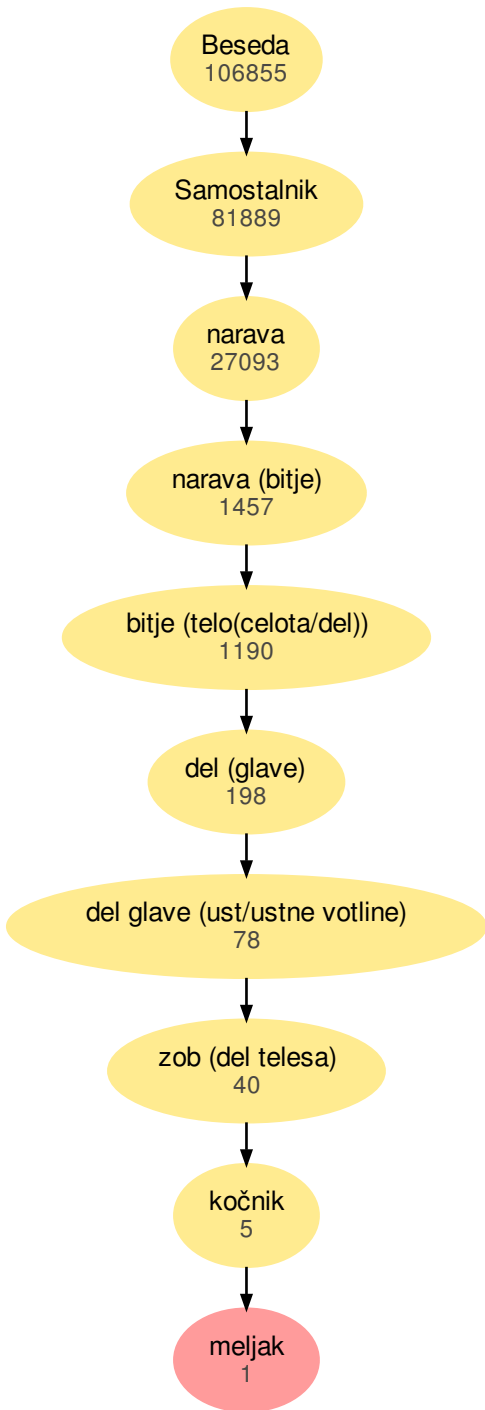 Beseda
106855
Samostalnik
81889
narava
27093
narava (bitje)
1457
bitje (telo(celota/del))
1190
del (glave)
198
del glave (ust/ustne votline)
78
zob (del telesa)
40
kočnik
5
meljak
1